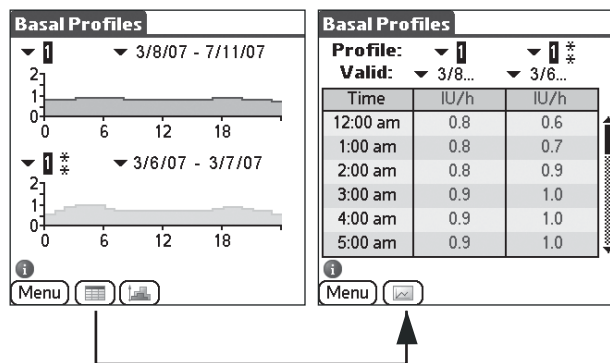 Basal Profiles
1 3/8/07 - 7/11/07
2
1
0
0 6 12 18
1 ** 3/6/07 - 3/7/07
2
1
0
0 6 12 18
i
Menu
Basal Profiles
Profile: 1 1 **
Valid: 3/8... 3/6...
Time IU/h IU/h
12:00 am 0.8 0.6
1:00 am 0.8 0.7
2:00 am 0.8 0.9
3:00 am 0.9 1.0
4:00 am 0.9 1.0
5:00 am 0.9 1.0
i
Menu